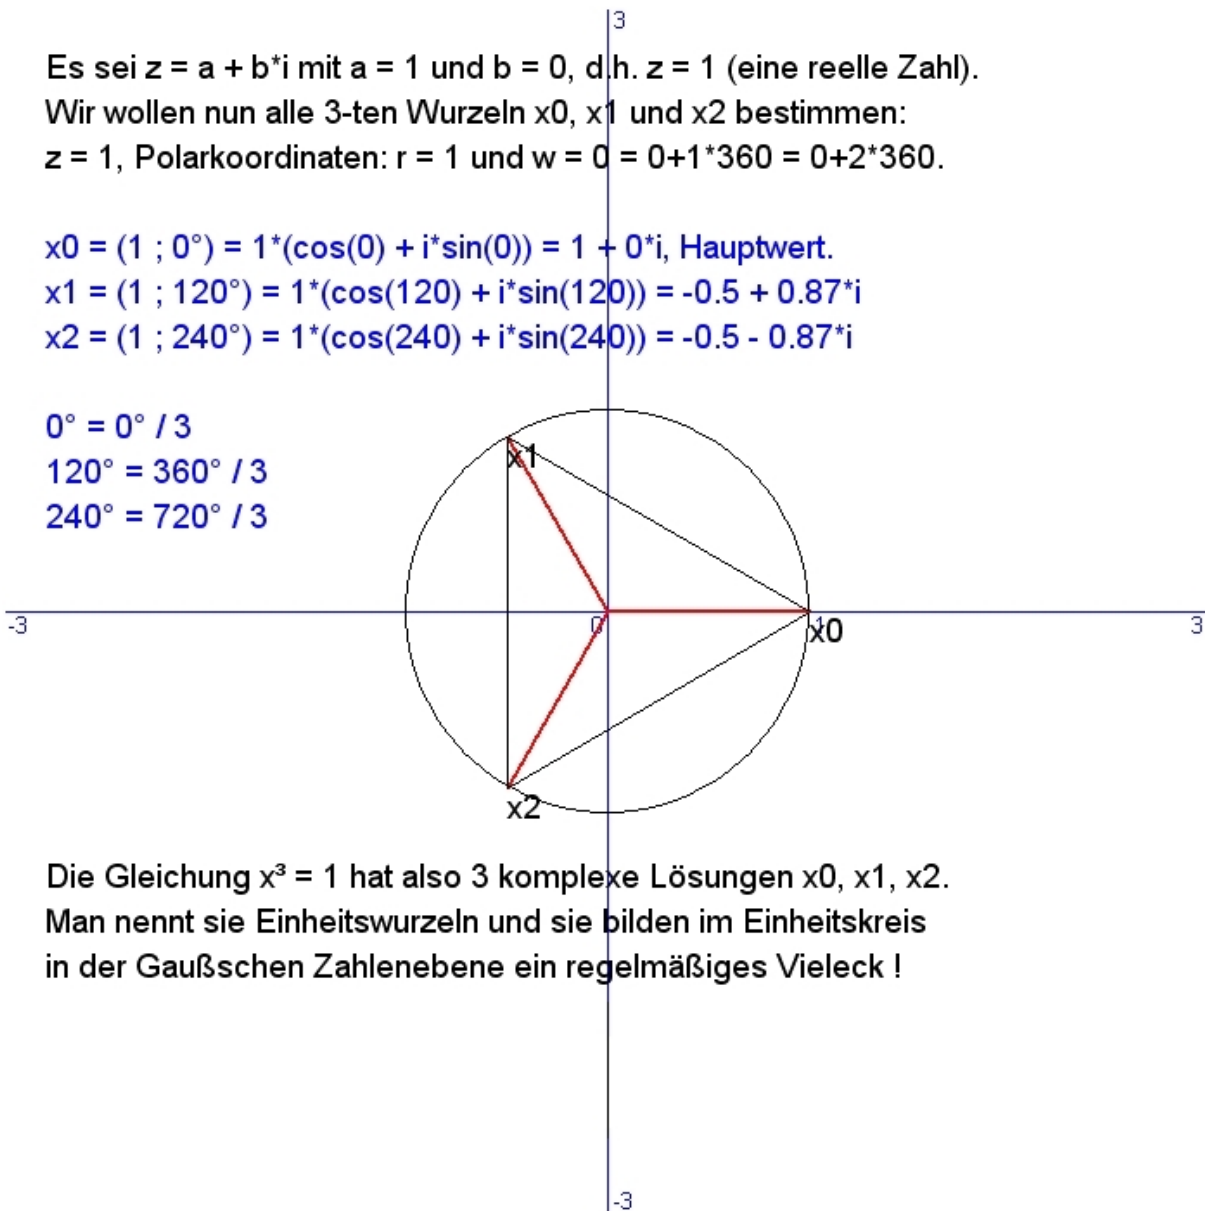 3
Es sei z = a + b*i mit a = 1 und b = 0, d.h. z = 1 (eine reelle Zahl).
Wir wollen nun alle 3-ten Wurzeln x0, x1 und x2 bestimmen:
z = 1, Polarkoordinaten: r = 1 und w = 0 = 0+1*360 = 0+2*360.
x0 = (1 ; 0°) = 1*(cos(0) + i*sin(0)) = 1 + 0*i, Hauptwert.
x1 = (1 ; 120°) = 1*(cos(120) + i*sin(120)) = -0.5 + 0.87*i
x2 = (1 ; 240°) = 1*(cos(240) + i*sin(240)) = -0.5 - 0.87*i
0° = 0° / 3
120° = 360° / 3
240° = 720° / 3
x1
-3 0 1 3
x0
x2
Die Gleichung x³ = 1 hat also 3 komplexe Lösungen x0, x1, x2.
Man nennt sie Einheitswurzeln und sie bilden im Einheitskreis
in der Gaußschen Zahlenebene ein regelmäßiges Vieleck !
-3